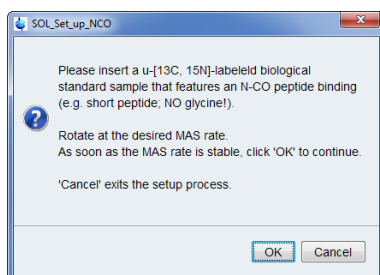 SOL_Set_up_NCO
Please insert a u-[13C, 15N]-labeleld biological
standard sample that features an N-CO peptide binding
(e.g. short peptide; NO glycine!).
Rotate at the desired MAS rate.
As soon as the MAS rate is stable, click 'OK' to continue.
'Cancel' exits the setup process.
OK Cancel